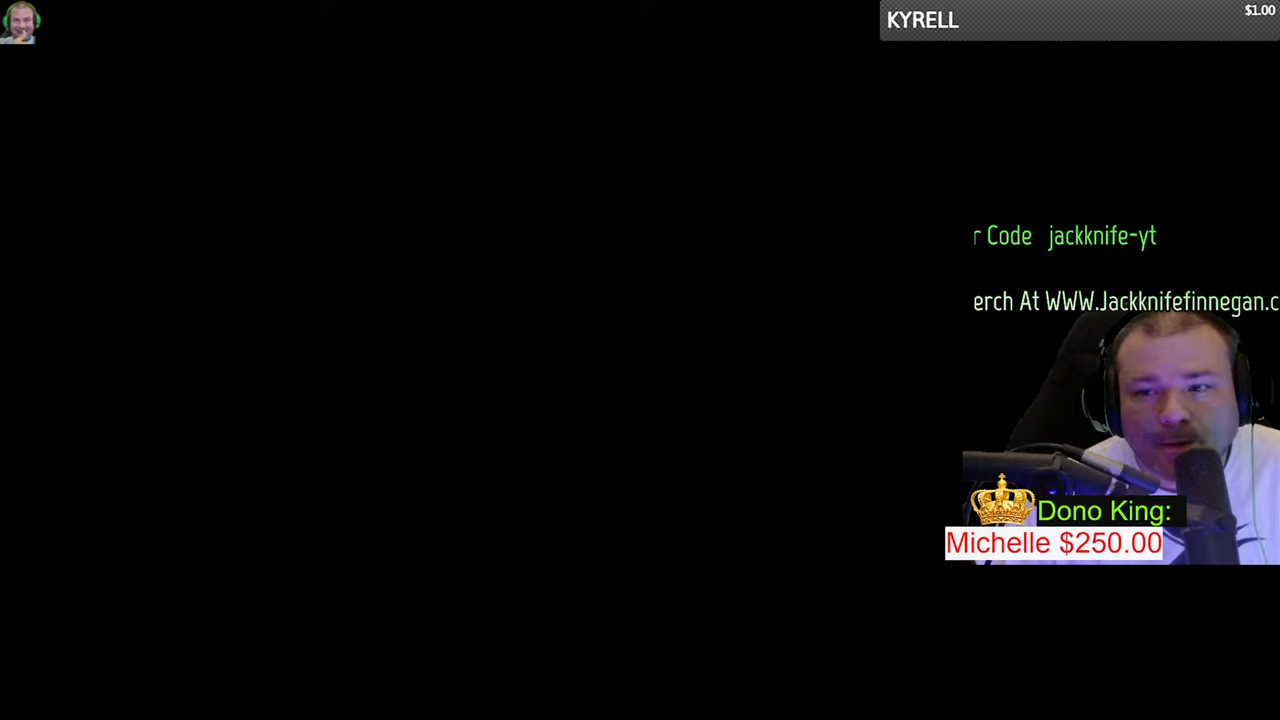 KYRELL
$1.00
r Code jackknife-yt
erch At WWW.Jackknifefinnegan.c
Dono King:
Michelle $250.00